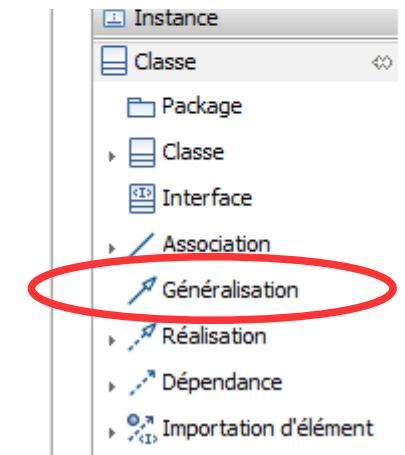 Instance
Classe
Package
Classe
Interface
Association
Généralisation
Réalisation
Dépendance
Importation d'élément